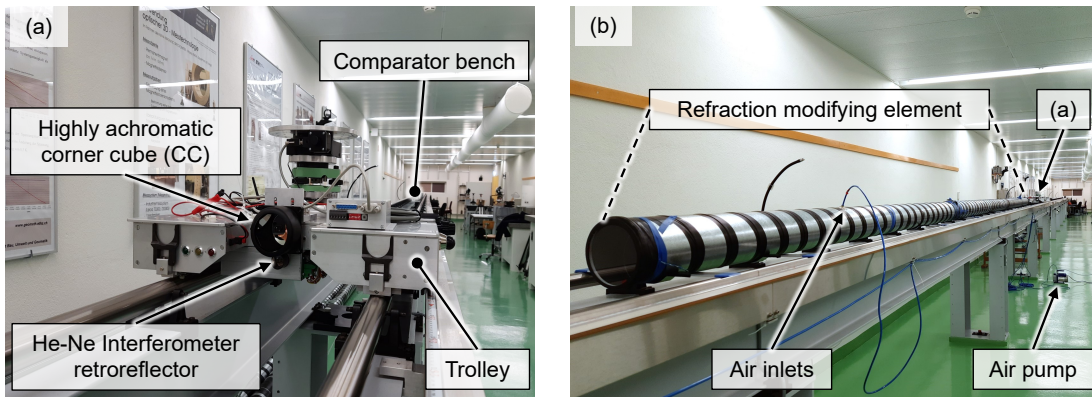 (a)
Comparator bench
Highly achromatic
corner cube (CC)
He-Ne Interferometer
retroreflector
Trolley
(b)
Refraction modifying element
(a)
Air inlets
Air pump